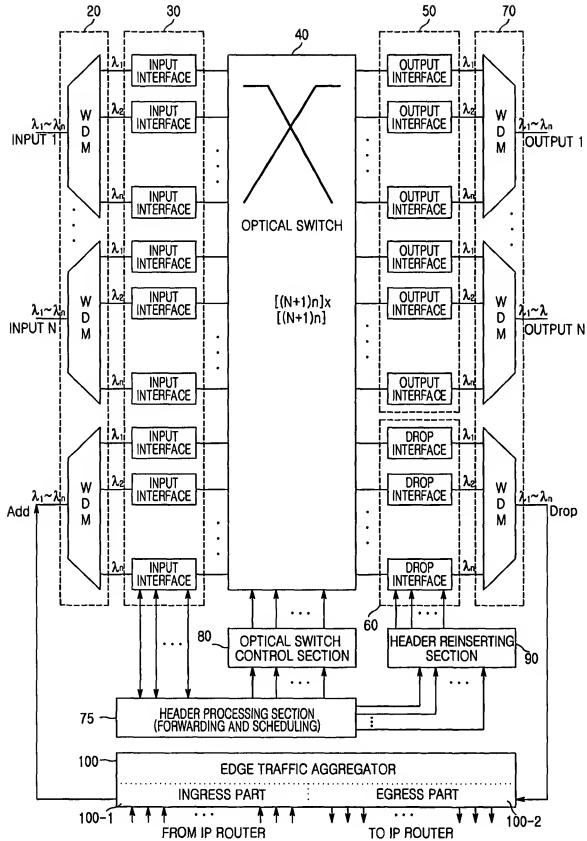 20
30
40
50
70
λ1
INPUT
INTERFACE
OUTPUT
INTERFACE
λ1
λ1~λn
INPUT 1
WDM
λ2
INPUT
INTERFACE
OUTPUT
INTERFACE
λ2
WDM
λ1~λn
OUTPUT 1
λn
INPUT
INTERFACE
OPTICAL SWITCH
OUTPUT
INTERFACE
λn
λ1
INPUT
INTERFACE
OUTPUT
INTERFACE
λ1
λ1~λn
INPUT N
WDM
λ2
INPUT
INTERFACE
[(N+1)n]x
[(N+1)n]
OUTPUT
INTERFACE
λ2
WDM
λ1~λ
OUTPUT N
λn
INPUT
INTERFACE
OUTPUT
INTERFACE
λn
λ1
INPUT
INTERFACE
DROP
INTERFACE
λ1
λ1~λn
Add
WDM
λ2
INPUT
INTERFACE
DROP
INTERFACE
λ2
WDM
λ1~λn
Drop
λn
INPUT
INTERFACE
DROP
INTERFACE
λn
80
OPTICAL SWITCH
CONTROL SECTION
60
HEADER REINSERTING
SECTION
90
75
HEADER PROCESSING SECTION
(FORWARDING AND SCHEDULING)
100
EDGE TRAFFIC AGGREGATOR
INGRESS PART
EGRESS PART
100-1
100-2
FROM IP ROUTER
TO IP ROUTER